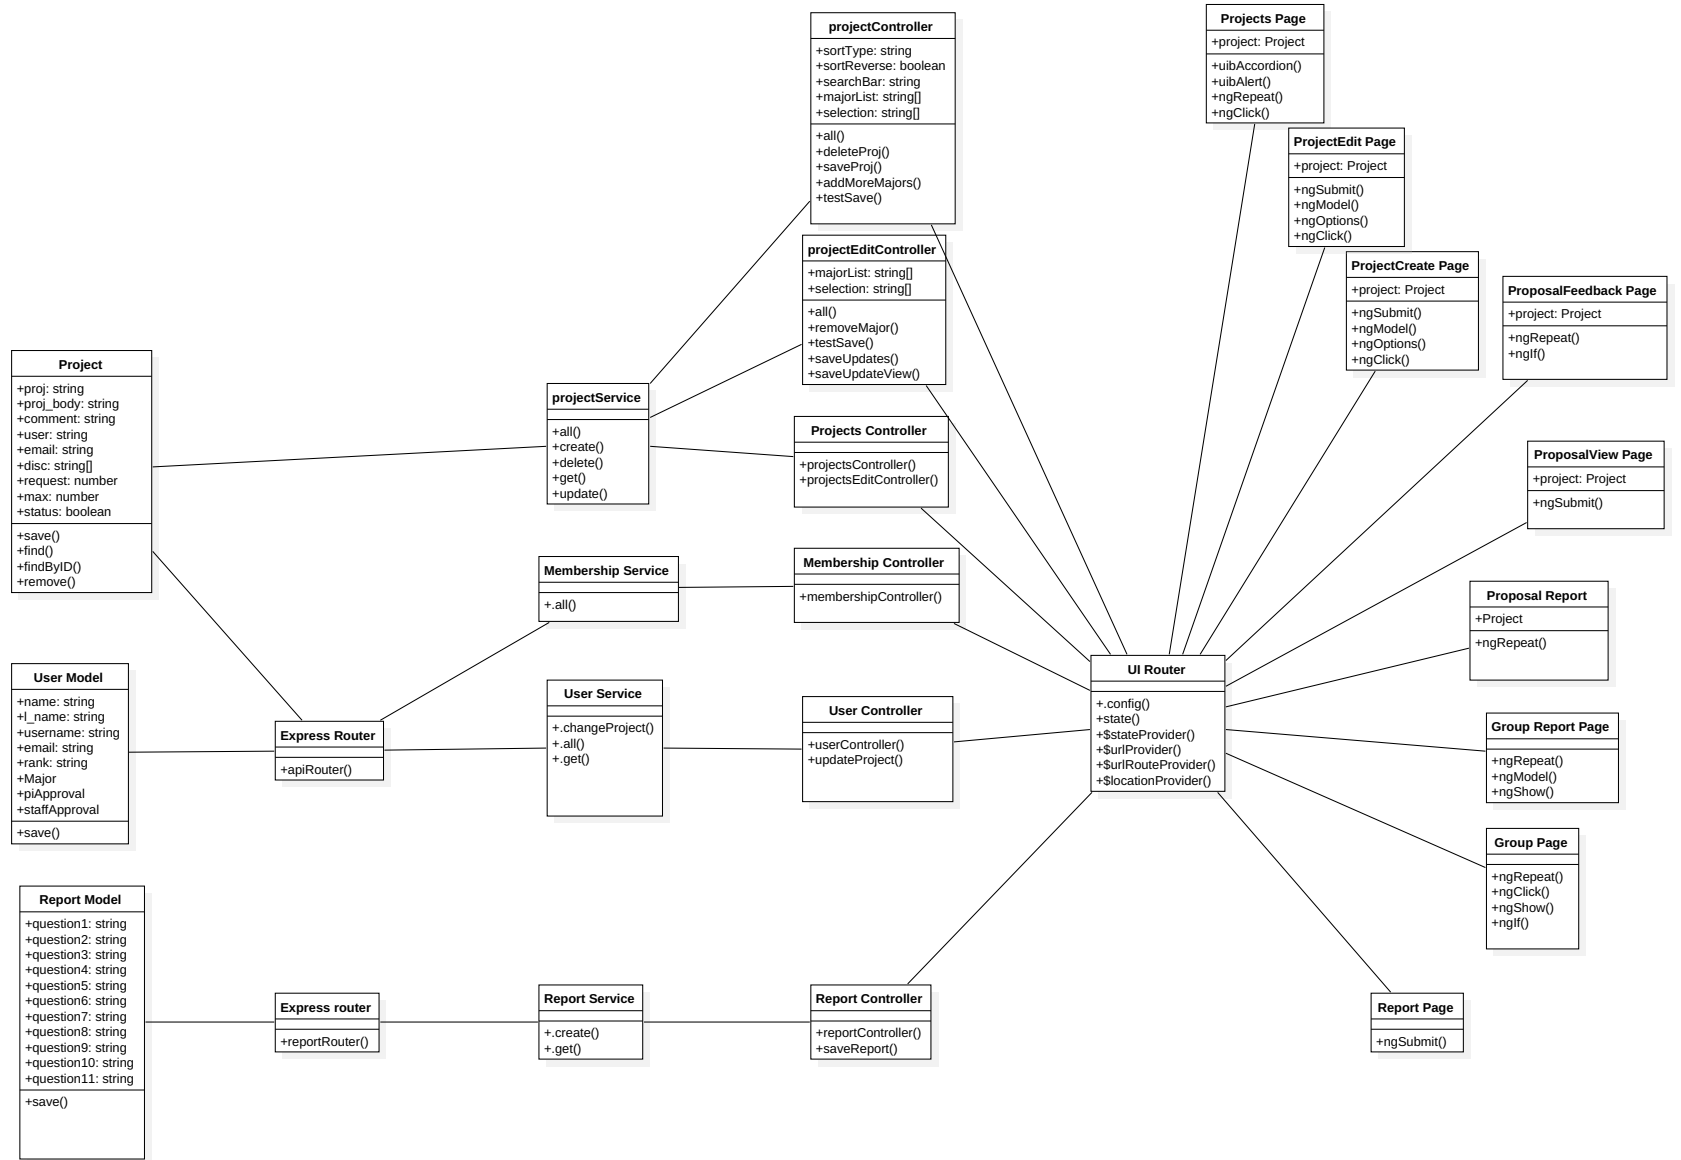 projectController
+sortType: string
+sortReverse: boolean
+searchBar: string
+majorList: string[]
+selection: string[]
+all()
+deleteProj()
+saveProj()
+addMoreMajors()
+testSave()
Projects Page
+project: Project
+uibAccordion()
+uibAlert()
+ngRepeat()
+ngClick()
ProjectEdit Page
+project: Project
+ngSubmit()
+ngModel()
+ngOptions()
+ngClick()
projectEditController
+majorList: string[]
+selection: string[]
+all()
+removeMajor()
+testSave()
+saveUpdates()
+saveUpdateView()
ProjectCreate Page
+project: Project
+ngSubmit()
+ngModel()
+ngOptions()
+ngClick()
ProposalFeedback Page
+project: Project
+ngRepeat()
+ngIf()
Project
+proj: string
+proj_body: string
+comment: string
+user: string
+email: string
+disc: string[]
+request: number
+max: number
+status: boolean
+save()
+find()
+findByID()
+remove()
projectService
+all()
+create()
+delete()
+get()
+update()
Projects Controller
+projectsController()
+projectsEditController()
ProposalView Page
+project: Project
+ngSubmit()
Membership Service
+.all()
Membership Controller
+membershipController()
Proposal Report
+Project
+ngRepeat()
User Model
+name: string
+l_name: string
+username: string
+email: string
+rank: string
+Major
+piApproval
+staffApproval
+save()
Express Router
+apiRouter()
User Service
+.changeProject()
+.all()
+.get()
User Controller
+userController()
+updateProject()
UI Router
+.config()
+state()
+$stateProvider()
+$urlProvider()
+$urlRouteProvider()
+$locationProvider()
Group Report Page
+ngRepeat()
+ngModel()
+ngShow()
Group Page
+ngRepeat()
+ngClick()
+ngShow()
+ngIf()
Report Model
+question1: string
+question2: string
+question3: string
+question4: string
+question5: string
+question6: string
+question7: string
+question8: string
+question9: string
+question10: string
+question11: string
+save()
Express router
+reportRouter()
Report Service
+.create()
+.get()
Report Controller
+reportController()
+saveReport()
Report Page
+ngSubmit()